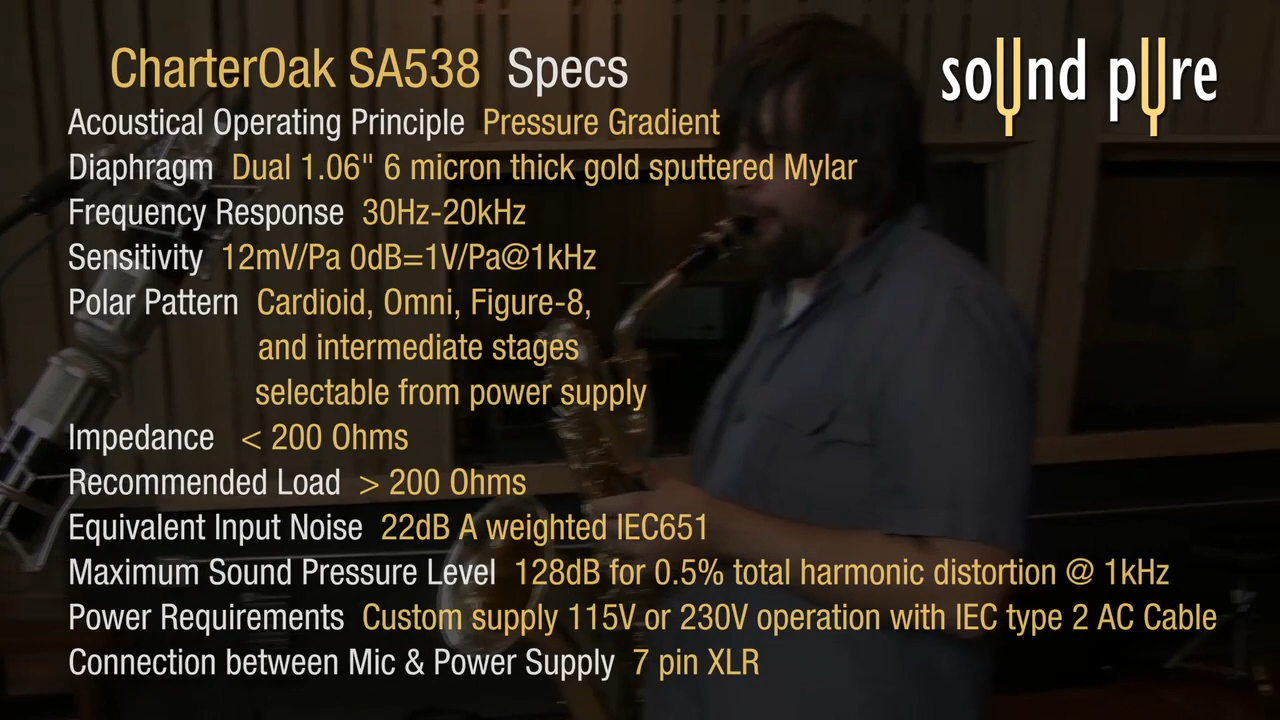 CharterOak SA538 Specs
sound pure
Acoustical Operating Principle Pressure Gradient
Diaphragm Dual 1.06" 6 micron thick gold sputtered Mylar
Frequency Response 30Hz-20kHz
Sensitivity 12mV/Pa 0dB=1V/Pa@1kHz
Polar Pattern Cardioid, Omni, Figure-8,
and intermediate stages
selectable from power supply
Impedance < 200 Ohms
Recommended Load > 200 Ohms
Equivalent Input Noise 22dB A weighted IEC651
Maximum Sound Pressure Level 128dB for 0.5% total harmonic distortion @ 1kHz
Power Requirements Custom supply 115V or 230V operation with IEC type 2 AC Cable
Connection between Mic & Power Supply 7 pin XLR